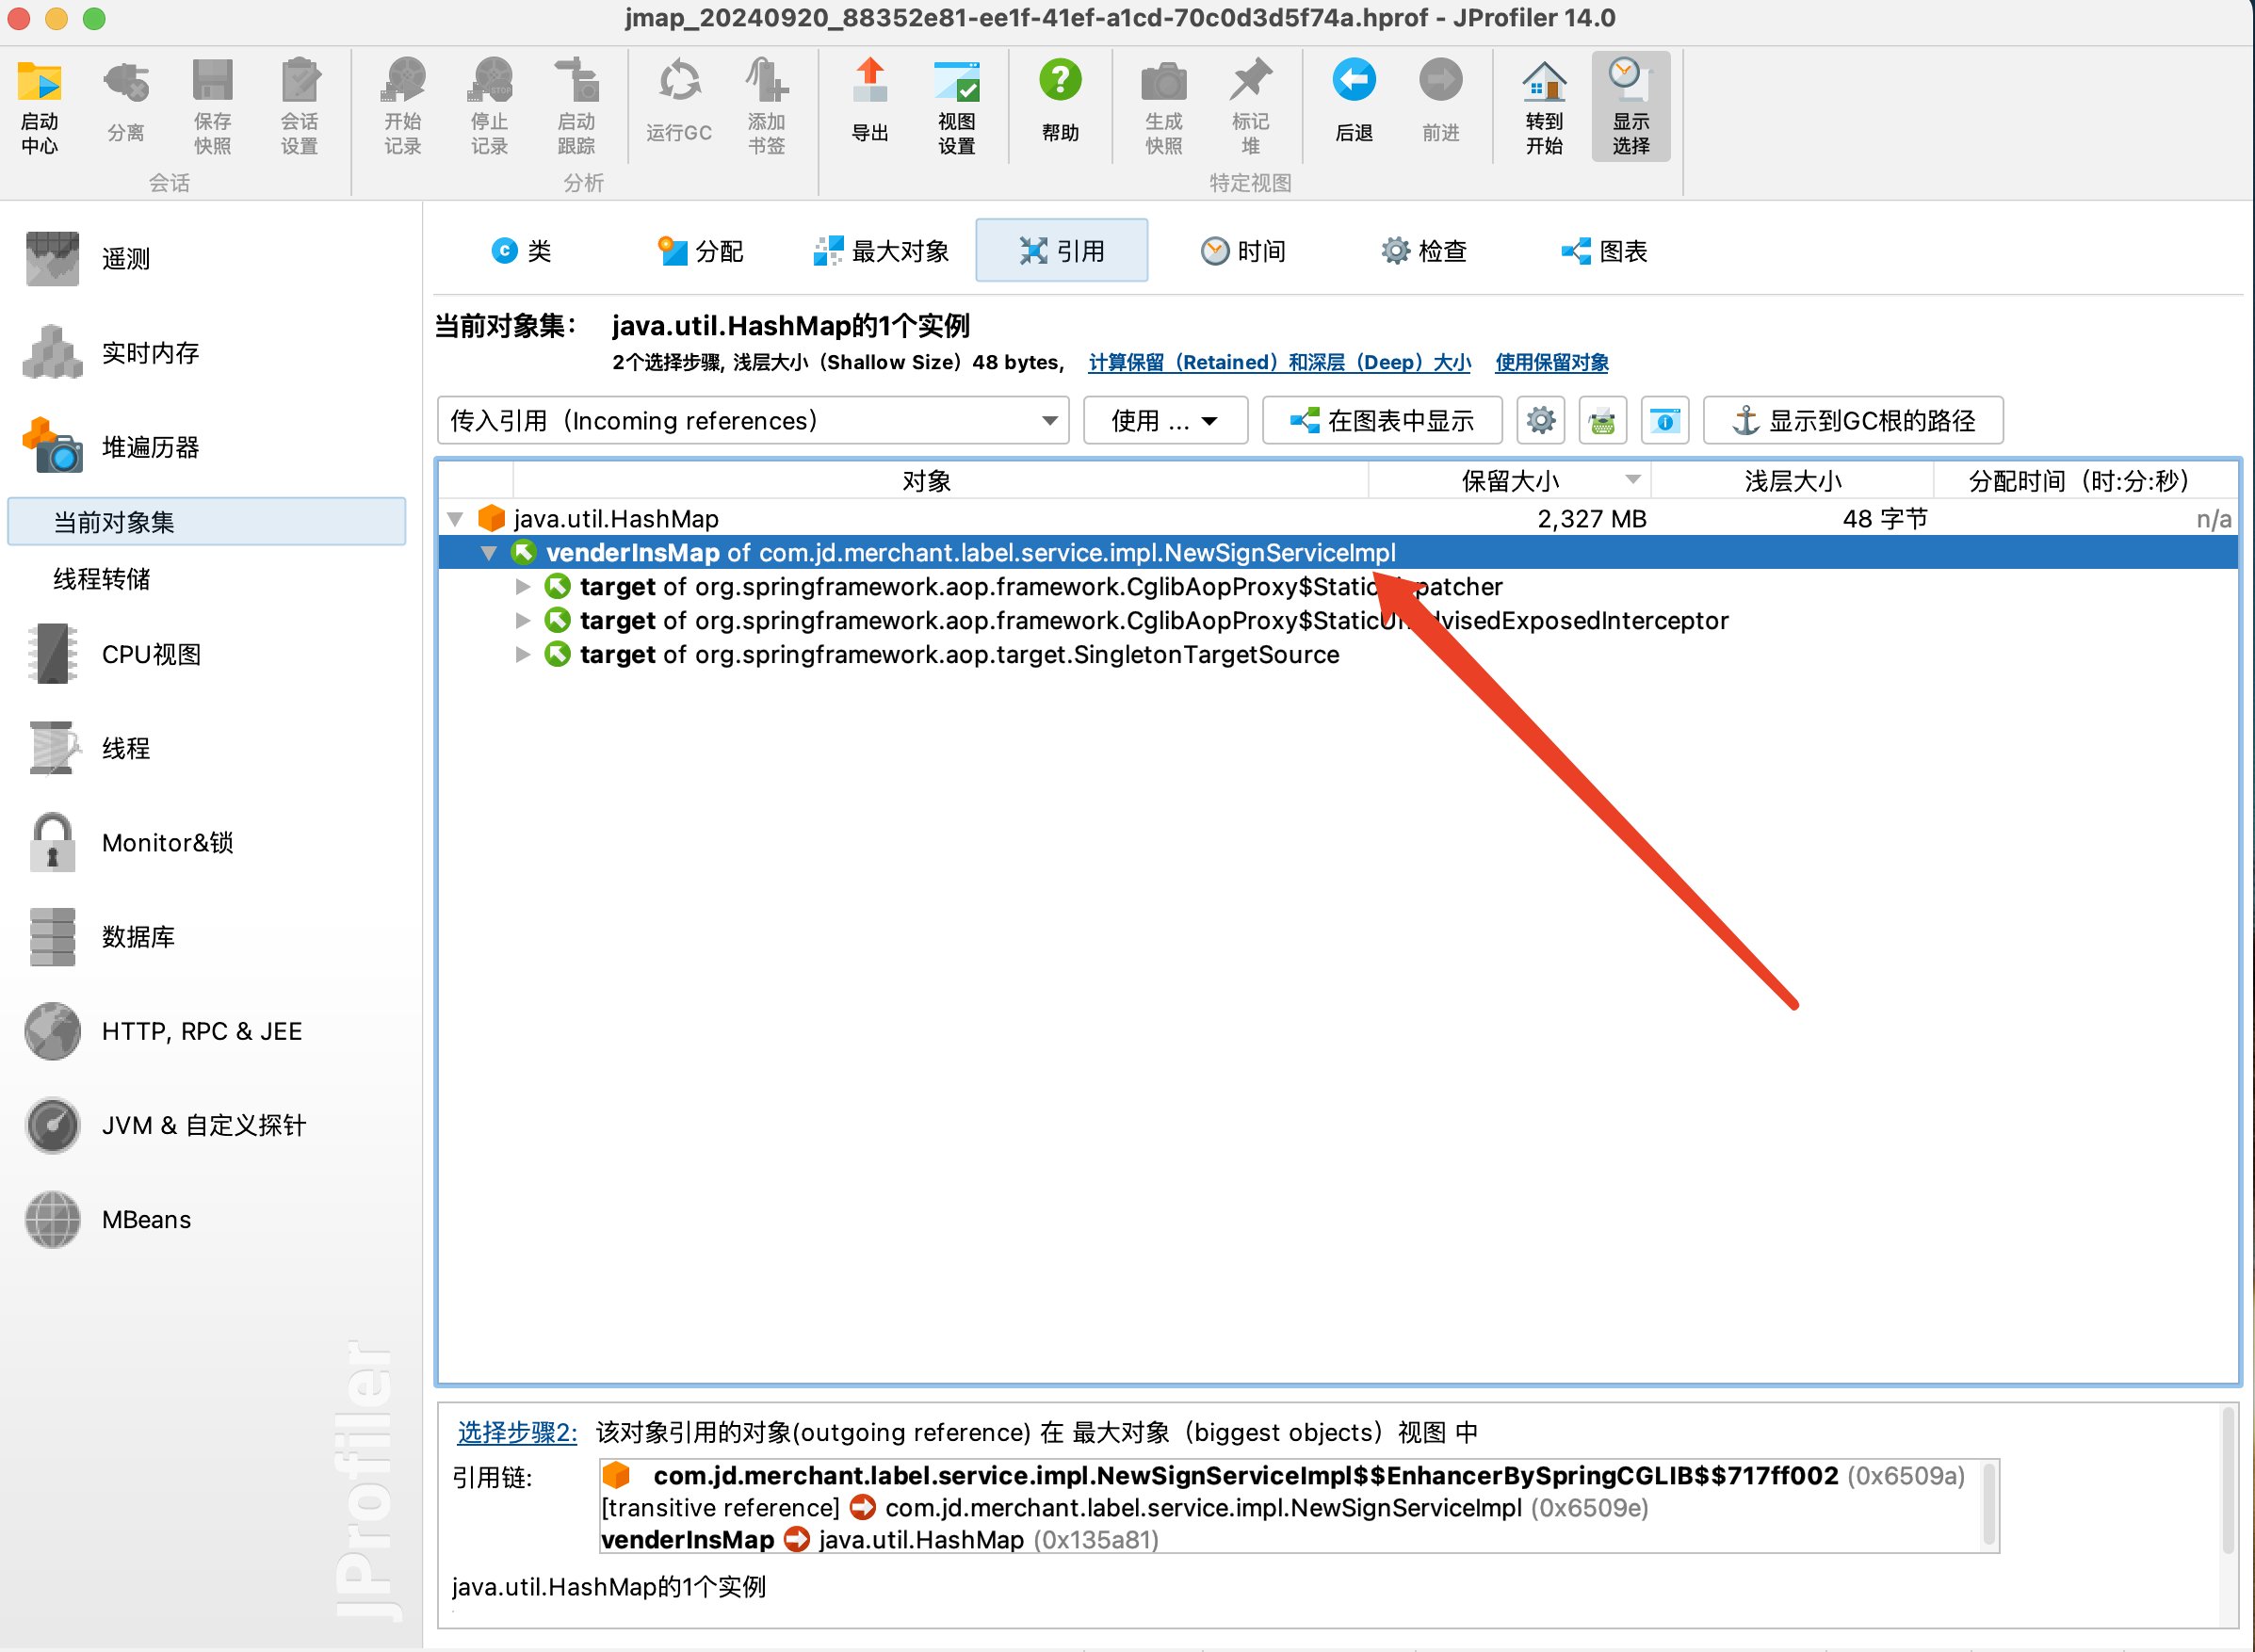 jmap_20240920_88352e81-ee1f-41ef-a1cd-70c0d3d5f74a.hprof - JProfiler 14.0
启动中心 分离 保存快照 会话设置 开始记录 停止记录 启动跟踪 运行GC 添加书签 导出 视图设置 帮助 生成快照 标记堆 后退 前进 转到开始 显示选择
会话 分析 特定视图
遥测
实时内存
堆遍历器
当前对象集
线程转储
CPU视图
线程
Monitor&锁
数据库
HTTP, RPC & JEE
JVM & 自定义探针
MBeans
JProfiler
类 分配 最大对象 引用 时间 检查 图表
当前对象集： java.util.HashMap的1个实例
2个选择步骤, 浅层大小（Shallow Size）48 bytes, 计算保留（Retained）和深层（Deep）大小 使用保留对象
传入引用（Incoming references） 使用 ... 在图表中显示 显示到GC根的路径
对象 保留大小 浅层大小 分配时间（时:分:秒）
java.util.HashMap 2,327 MB 48 字节 n/a
venderInsMap of com.jd.merchant.label.service.impl.NewSignServiceImpl
target of org.springframework.aop.framework.CglibAopProxy$StaticDispatcher
target of org.springframework.aop.framework.CglibAopProxy$StaticUnadvisedExposedInterceptor
target of org.springframework.aop.target.SingletonTargetSource
选择步骤2: 该对象引用的对象(outgoing reference) 在 最大对象（biggest objects）视图 中
引用链: com.jd.merchant.label.service.impl.NewSignServiceImpl$$EnhancerBySpringCGLIB$$717ff002 (0x6509a)
[transitive reference] com.jd.merchant.label.service.impl.NewSignServiceImpl (0x6509e)
venderInsMap java.util.HashMap (0x135a81)
java.util.HashMap的1个实例